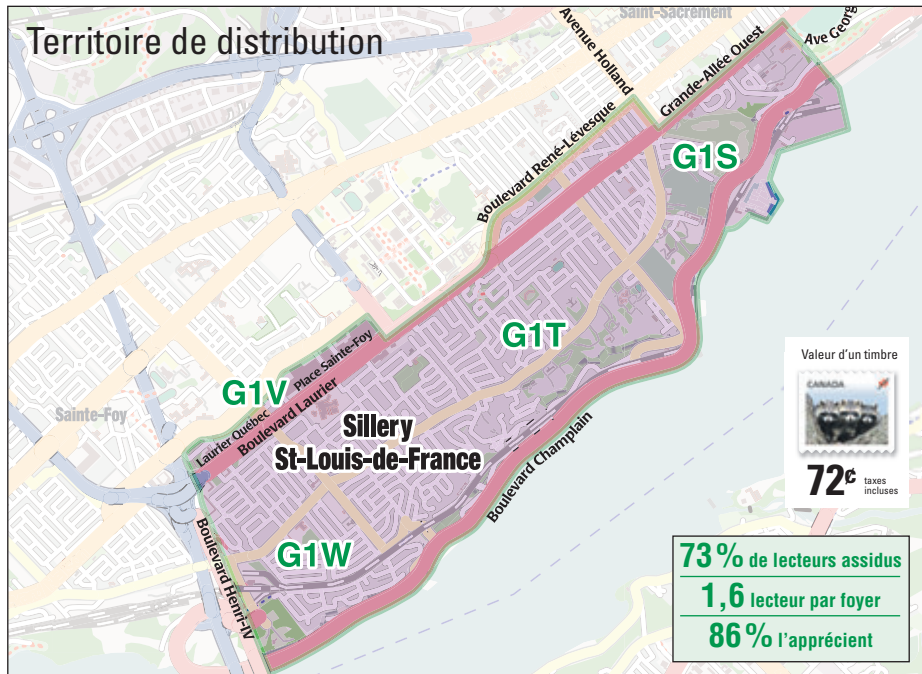 Territoire de distribution
Saint-Sacrement
Avenue Holland
Grande-Allée Ouest
Ave Georg
Boulevard René-Lévesque
G1S
G1T
Place Sainte-Foy
G1V
Laurier Québec
Boulevard Laurier
Sainte-Foy
Sillery
St-Louis-de-France
Boulevard Champlain
Boulevard Henri-IV
G1W
Valeur d'un timbre
CANADA
72¢ taxes
incluses
73 % de lecteurs assidus
1,6 lecteur par foyer
86 % l'apprécient